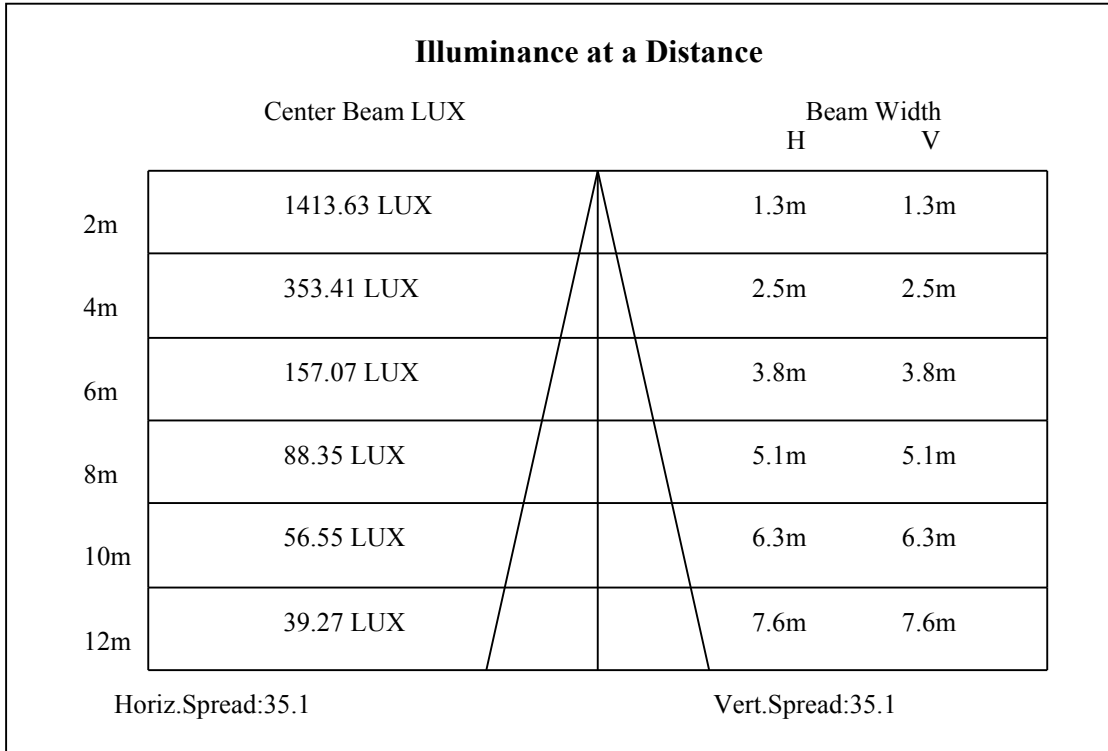 Illuminance at a Distance
Center Beam LUX Beam Width
H V
2m 1413.63 LUX 1.3m 1.3m
4m 353.41 LUX 2.5m 2.5m
6m 157.07 LUX 3.8m 3.8m
8m 88.35 LUX 5.1m 5.1m
10m 56.55 LUX 6.3m 6.3m
12m 39.27 LUX 7.6m 7.6m
Horiz.Spread:35.1 Vert.Spread:35.1